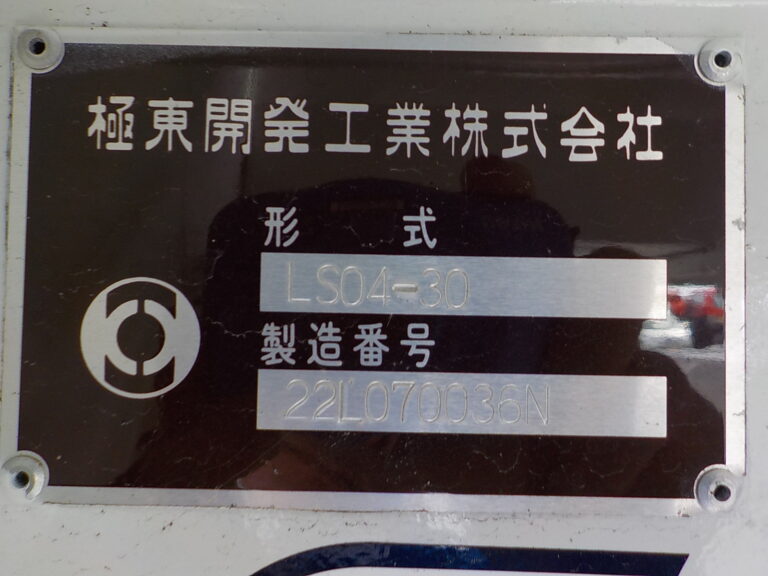 極東開発工業株式会社
形 式
LS04-30
製造番号
22L070036N